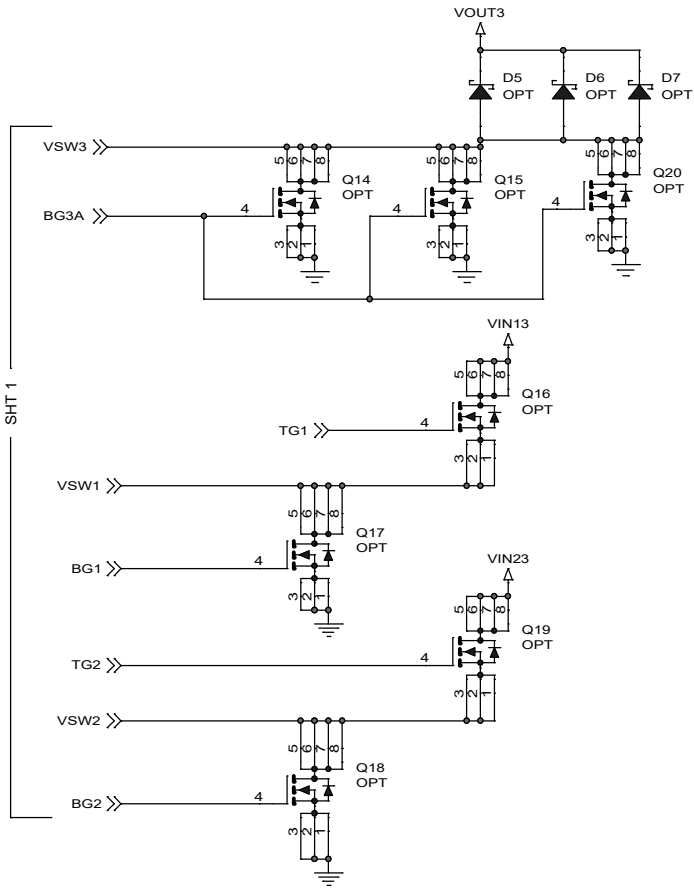 VOUT3
D5
OPT
D6
OPT
D7
OPT
VSW3
5 6 7 8
5 6 7 8
5 6 7 8
Q14
OPT
Q15
OPT
Q20
OPT
BG3A
4
4
4
3 2 1
3 2 1
3 2 1
VIN13
5 6 7 8
Q16
OPT
TG1
4
3 2 1
SHT 1
VSW1
5 6 7 8
Q17
OPT
BG1
4
3 2 1
VIN23
5 6 7 8
Q19
OPT
TG2
4
3 2 1
VSW2
5 6 7 8
Q18
OPT
BG2
4
3 2 1